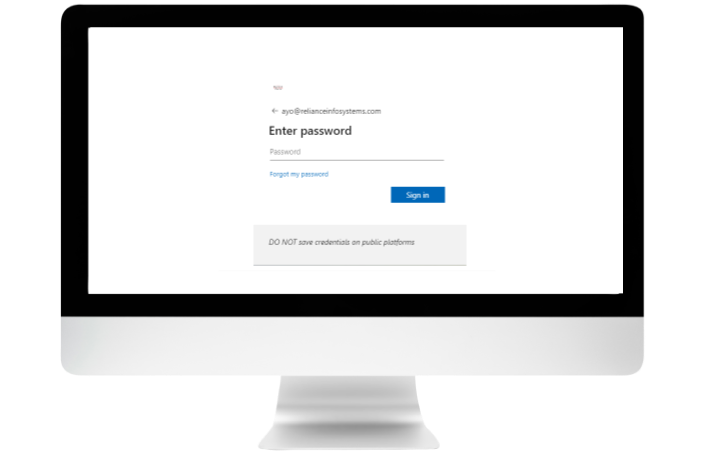 ← ayo@relianceinfosystems.com
Enter password
Password
Forgot my password
Sign in
DO NOT save credentials on public platforms